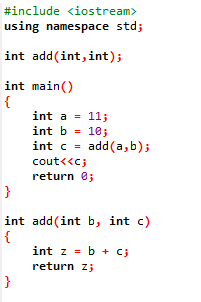 #include <iostream>
using namespace std;
int add(int,int);
int main()
{
int a = 11;
int b = 10;
int c = add(a,b);
cout<<c;
return 0;
}
int add(int b, int c)
{
int z = b + c;
return z;
}